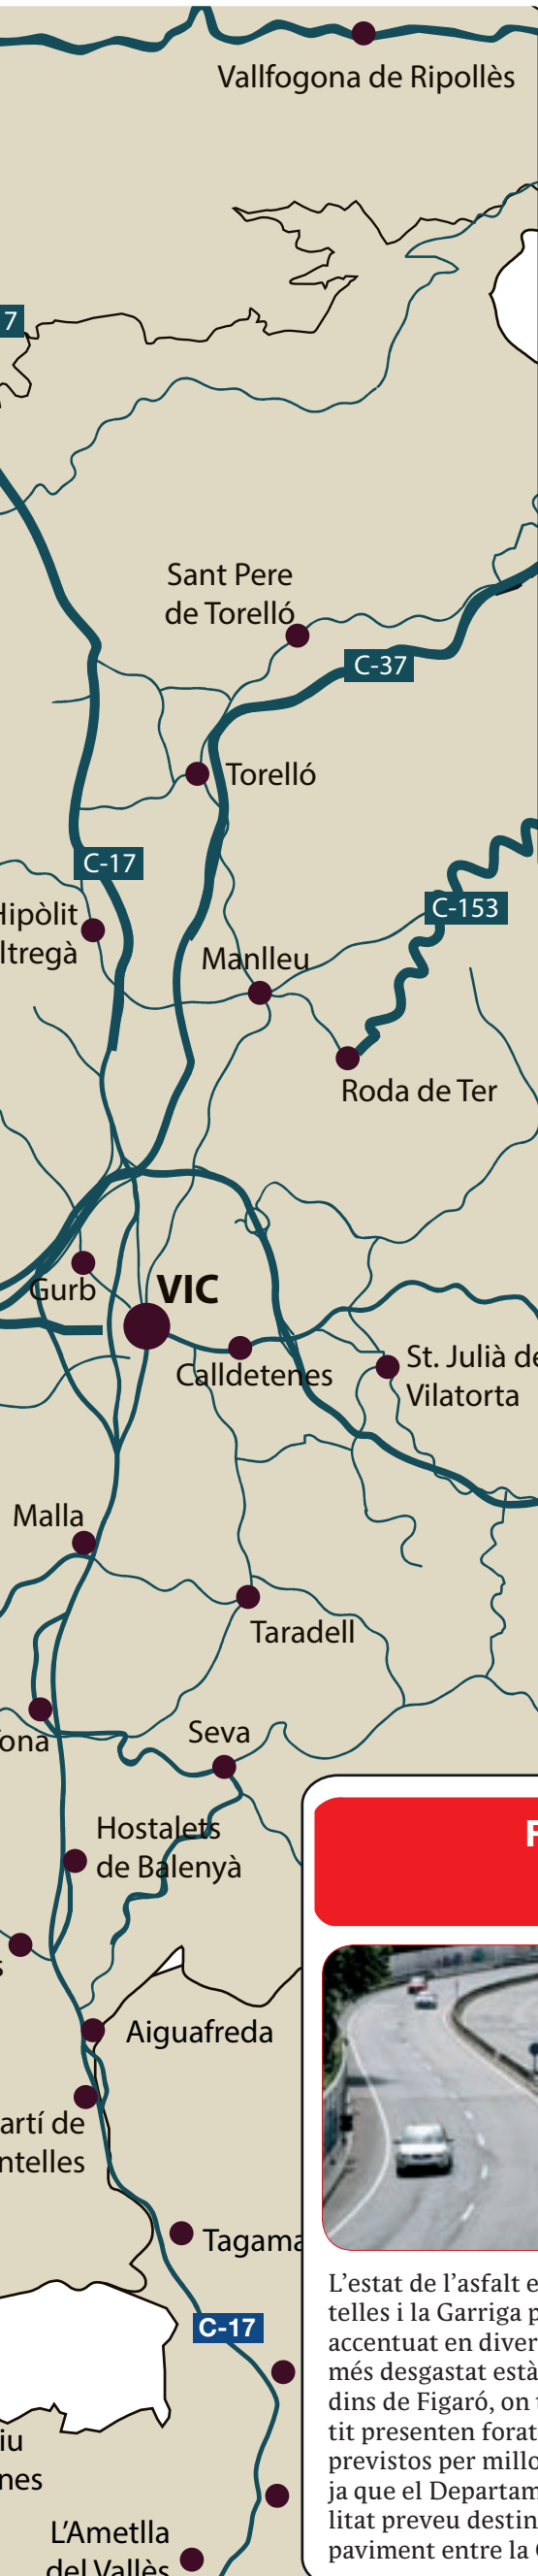 Vallfogona de Ripollès
7
Sant Pere
de Torelló
C-37
Torelló
C-17
C-153
Hipòlit
ltregà
Manlleu
Roda de Ter
Gurb
VIC
Calldetenes
St. Julià de
Vilatorta
Malla
Taradell
ona
Seva
Hostalets
de Balenyà
s
Aiguafreda
artí de
ntelles
Tagama
C-17
iu
nes
L'Ametlla
del Vallès
L'estat de l'asfalt e
telles i la Garriga p
accentuat en diver
més desgastat està
dins de Figaró, on t
tit presenten forat
previstos per millo
ja que el Departam
litat preveu destin
paviment entre la